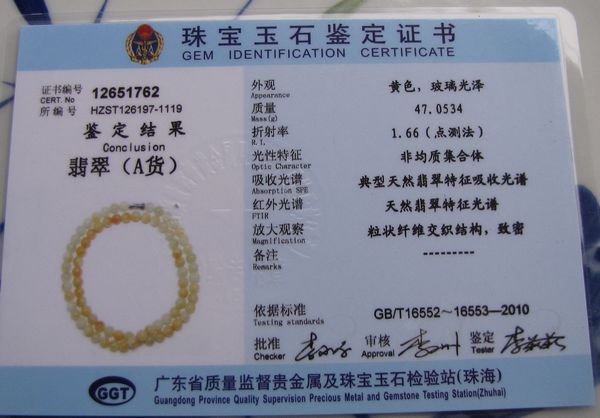 珠宝玉石鉴定证书
GEM IDENTIFICATION CERTIFICATE
证书编号 12651762
CERT. No
所编号 HZST126197-1119
鉴定结果
Conclusion
翡翠（A货）
外观 黄色，玻璃光泽
Appearance
质量 47.0534
Mass(g)
折射率 1.66（点测法）
R.I.
光性特征 非均质集合体
Optic Character
吸收光谱 典型天然翡翠特征吸收光谱
Absorption SPE
红外光谱 天然翡翠特征光谱
FTIR
放大观察 粒状纤维交织结构，致密
Magnification
备注 ---------
Remarks
依据标准 GB/T16552～16553—2010
Testing standards
批准 审核 鉴定
Checker Approval Tester
GGT 广东省质量监督贵金属及珠宝玉石检验站(珠海)
Guangdong Province Quality Supervision Precious Metal and Gemstone Testing Station(Zhuhai)